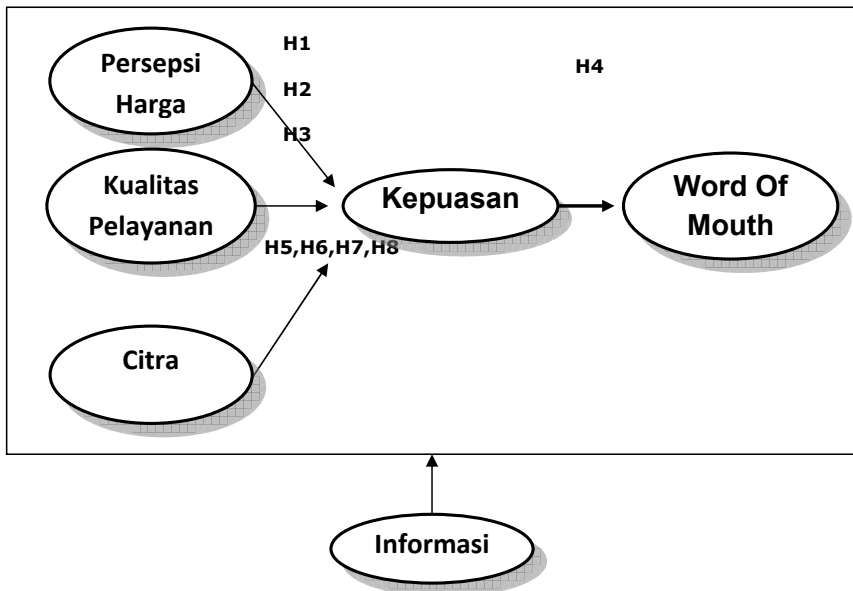 Persepsi
Harga
H1
H2
H3
H4
Kualitas
Pelayanan
Kepuasan
Word Of
Mouth
H5,H6,H7,H8
Citra
Informasi